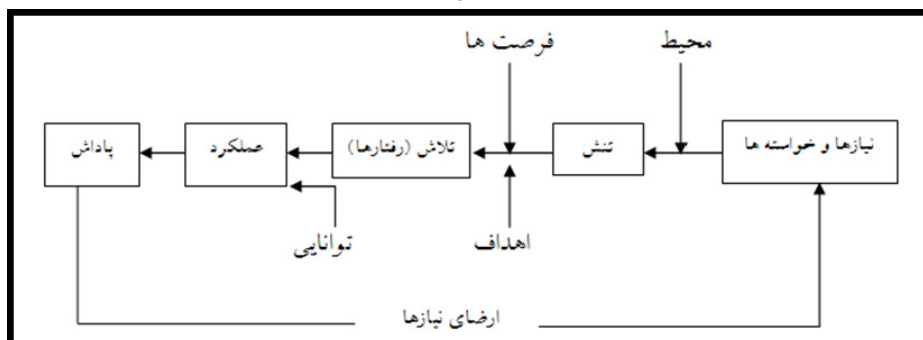 محیط
فرصت ها
نیازها و خواسته ها
تنش
تلاش (رفتارها)
عملکرد
پاداش
اهداف
توانایی
ارضای نیازها